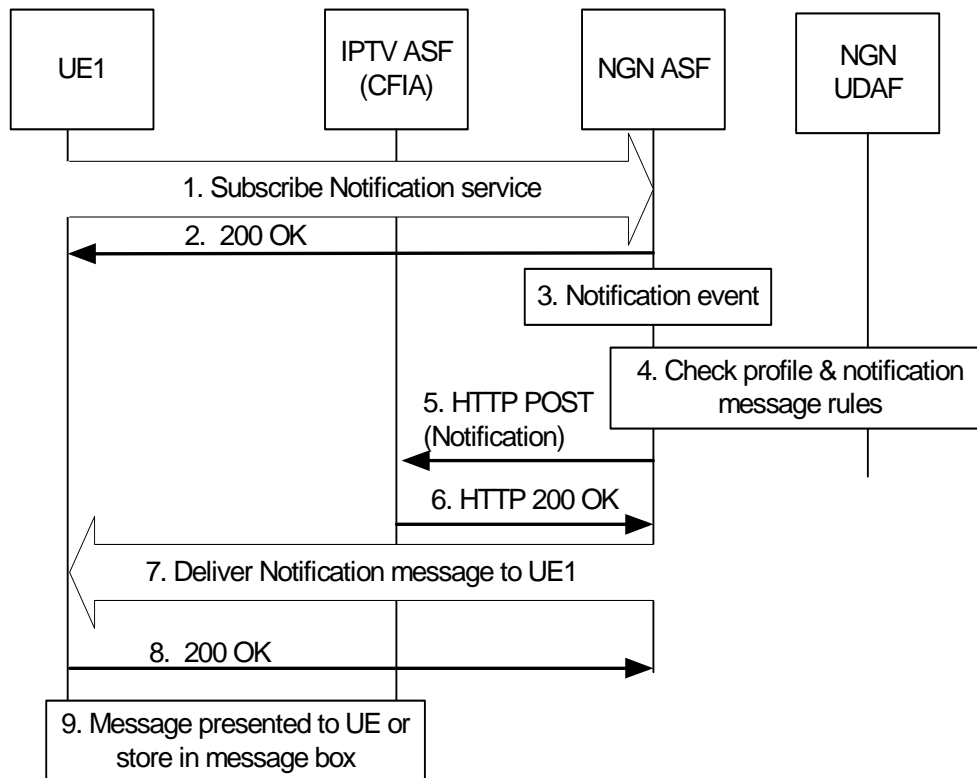 UE1
IPTV ASF
(CFIA)
NGN ASF
NGN
UDAF
1. Subscribe Notification service
2. 200 OK
3. Notification event
4. Check profile & notification
message rules
5. HTTP POST
(Notification)
6. HTTP 200 OK
7. Deliver Notification message to UE1
8. 200 OK
9. Message presented to UE or
store in message box